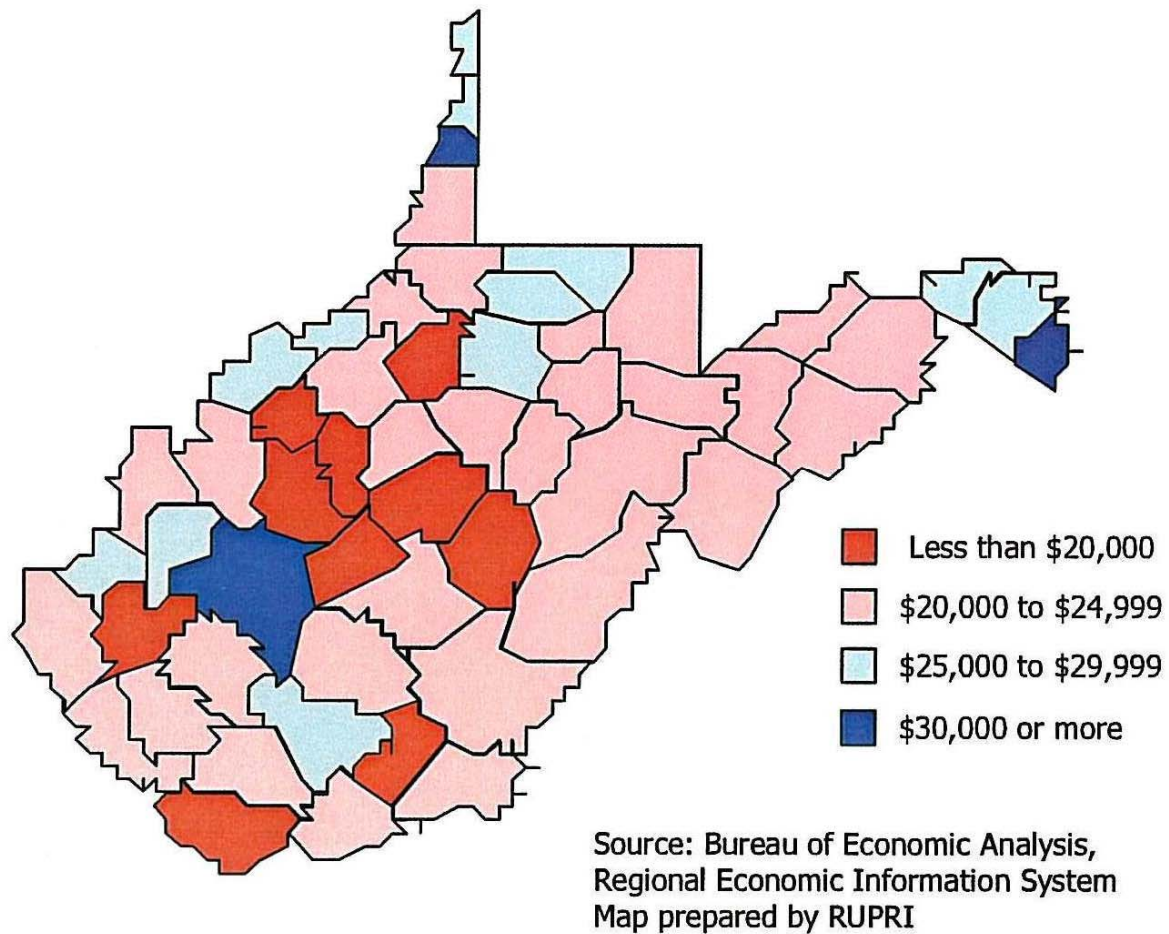 Less than $20,000
$20,000 to $24,999
$25,000 to $29,999
$30,000 or more
Source: Bureau of Economic Analysis,
Regional Economic Information System
Map prepared by RUPRI